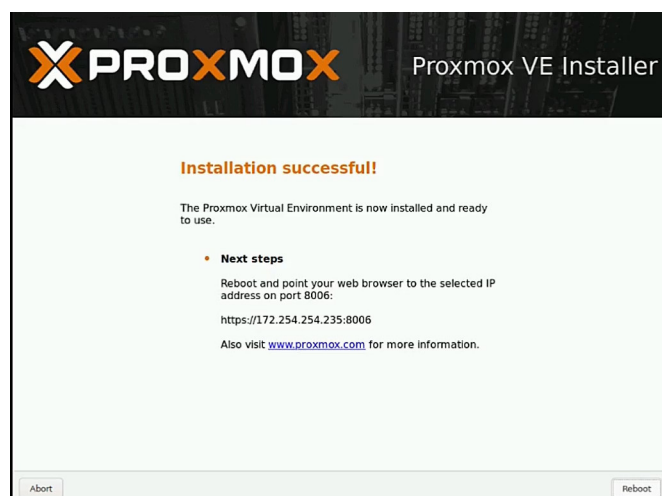 PROXMOX
Proxmox VE Installer
Installation successful!
The Proxmox Virtual Environment is now installed and ready
to use.
Next steps
Reboot and point your web browser to the selected IP
address on port 8006:
https://172.254.254.235:8006
Also visit www.proxmox.com for more information.
Abort
Reboot